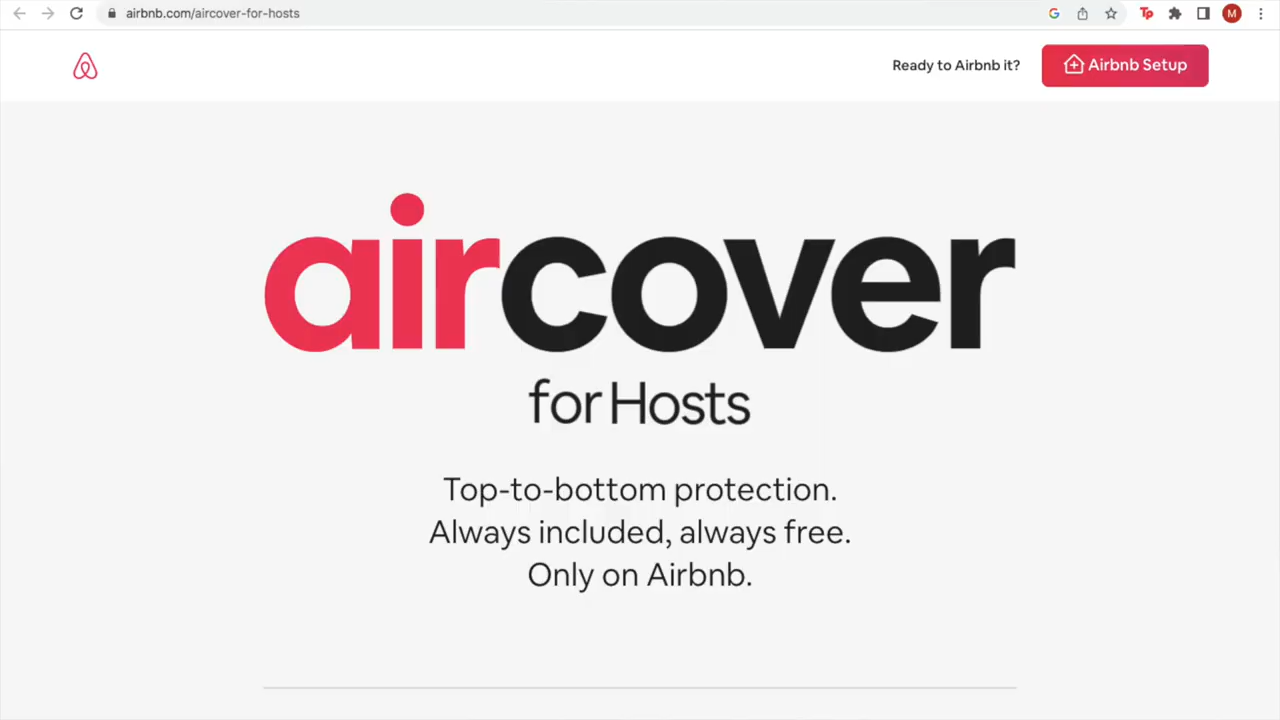 airbnb.com/aircover-for-hosts
Tp
M
Ready to Airbnb it?
Airbnb Setup
aircover
for Hosts
Top-to-bottom protection.
Always included, always free.
Only on Airbnb.